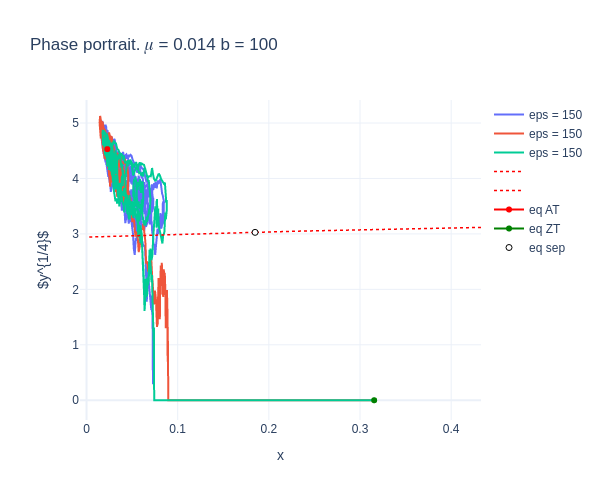 Phase portrait. μ = 0.014 b = 100
eps = 150
eps = 150
eps = 150
eq AT
eq ZT
eq sep
$y^{1/4}$
5
4
3
2
1
0
0
0.1
0.2
0.3
0.4
x